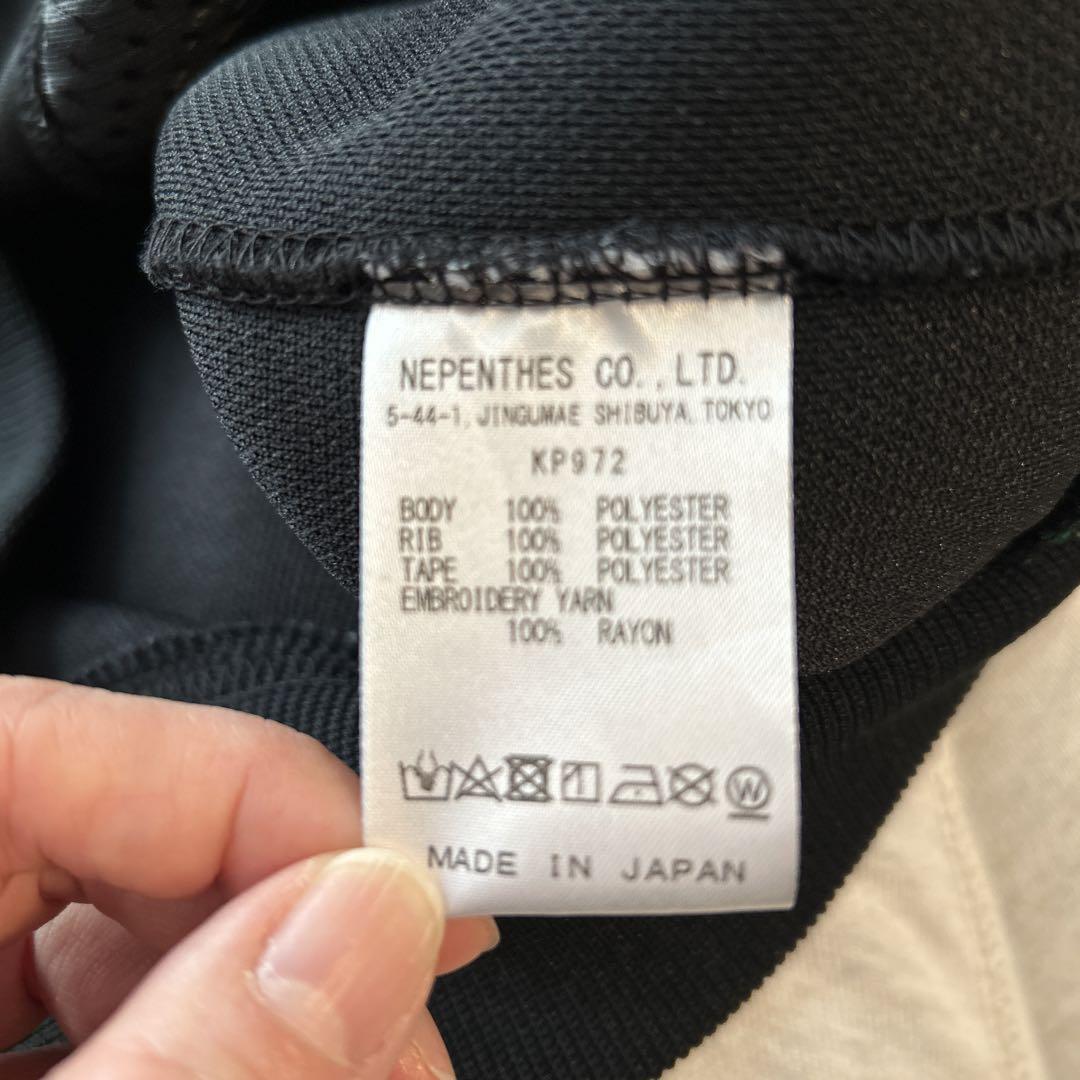 NEPENTHES CO., LTD.
5-44-1, JINGUMAE SHIBUYA, TOKYO
KP972
BODY 100% POLYESTER
RIB 100% POLYESTER
TAPE 100% POLYESTER
EMBROIDERY YARN
100% RAYON
W
MADE IN JAPAN